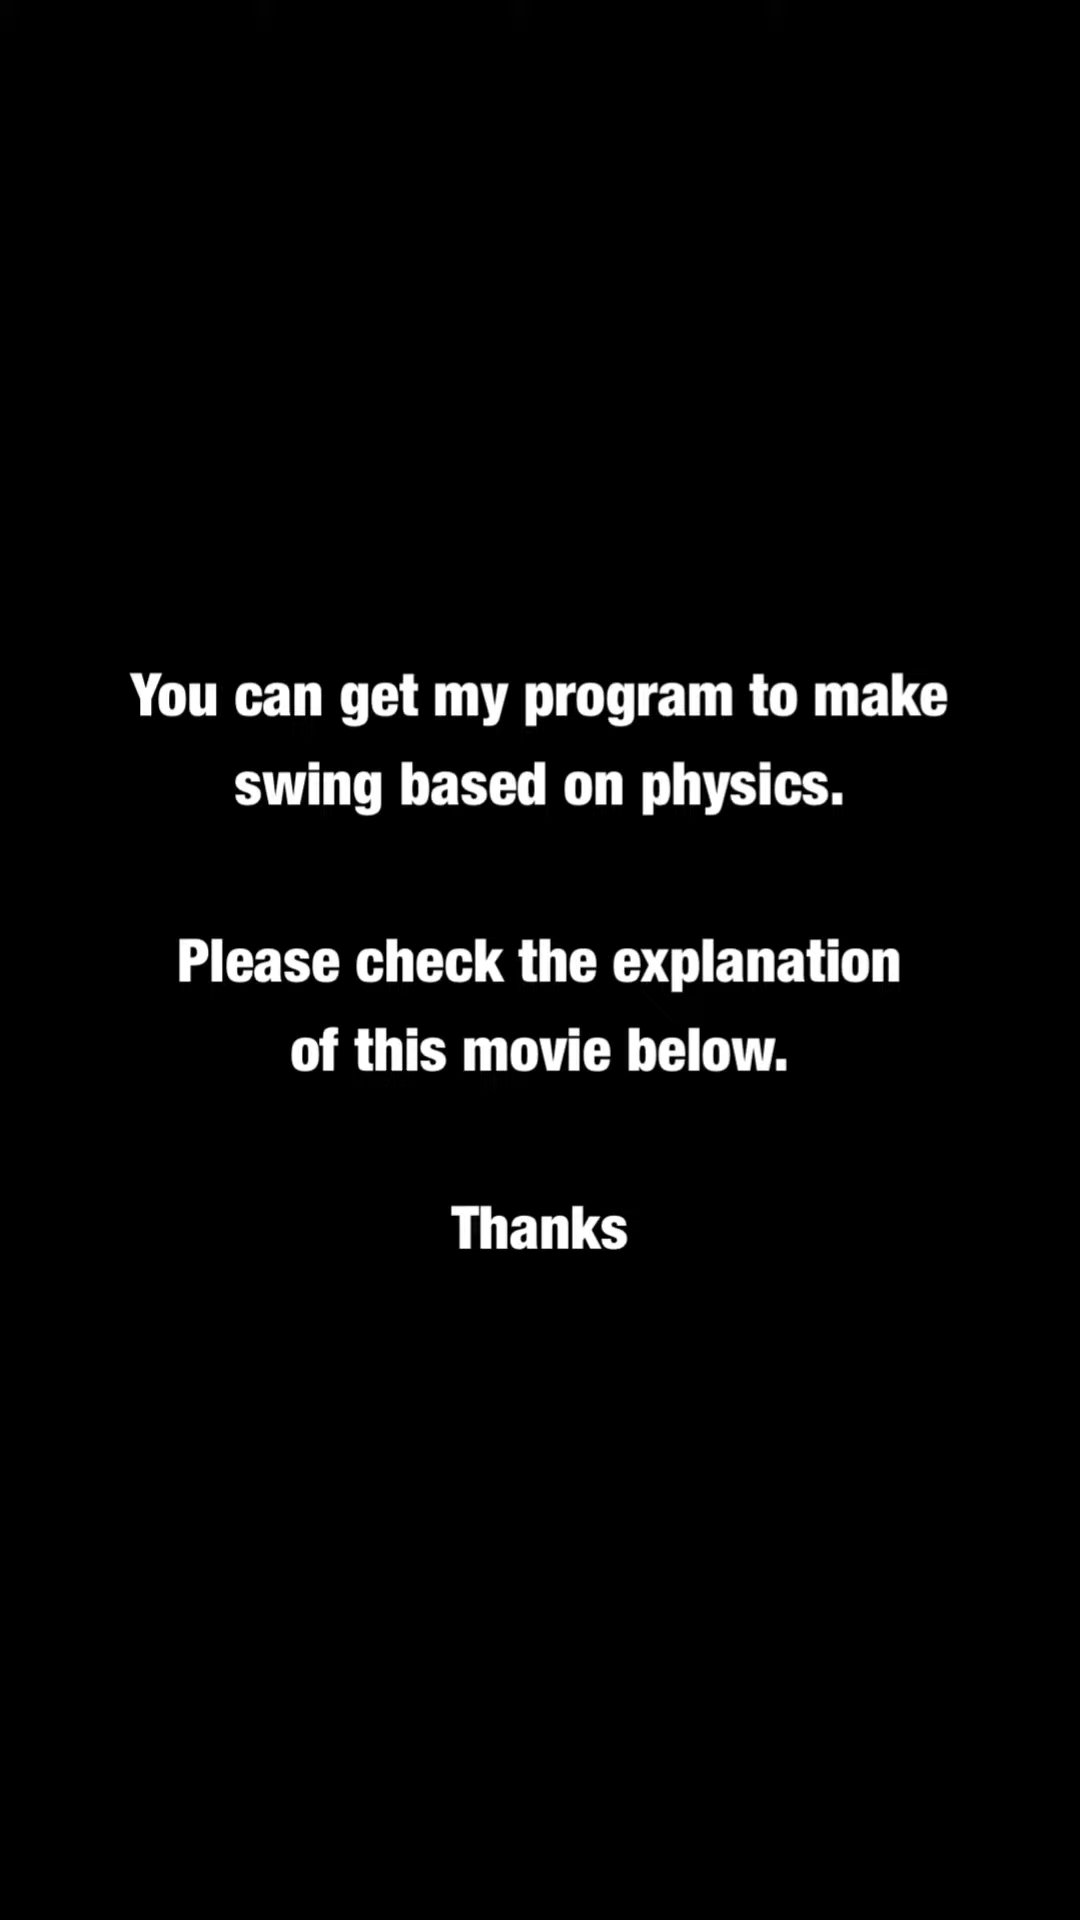 You can get my program to make
swing based on physics.
Please check the explanation
of this movie below.
Thanks